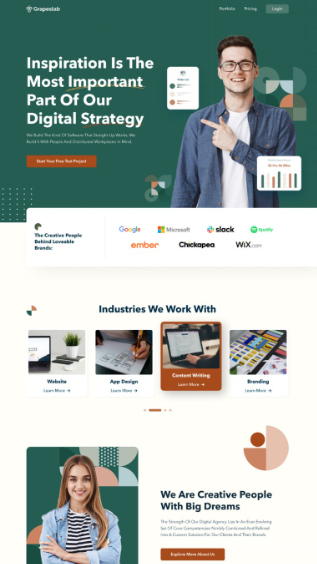 Grapeslab
Portfolio
Pricing
Login
Inspiration Is The
Most Important
Part Of Our
Digital Strategy
We Build The Kind Of Software That Straight Up Works. We
Build It With People And Distributed Workplaces In Mind.
Start Your Free Test Project
The Creative People
Behind Loveable
Brands:
Google
Microsoft
slack
Spotify
ember
Chickapea
WiX.com
Industries We Work With
Website
Learn More →
App Design
Learn More →
Content Writing
Learn More →
Branding
Learn More →
We Are Creative People
With Big Dreams
The Strength Of Our Digital Agency Lies In An Ever-Evolving
Set Of Core Competencies Nimbly Combined And Refined
Into A Custom Solution For Our Clients And Their Brands.
Explore More About Us